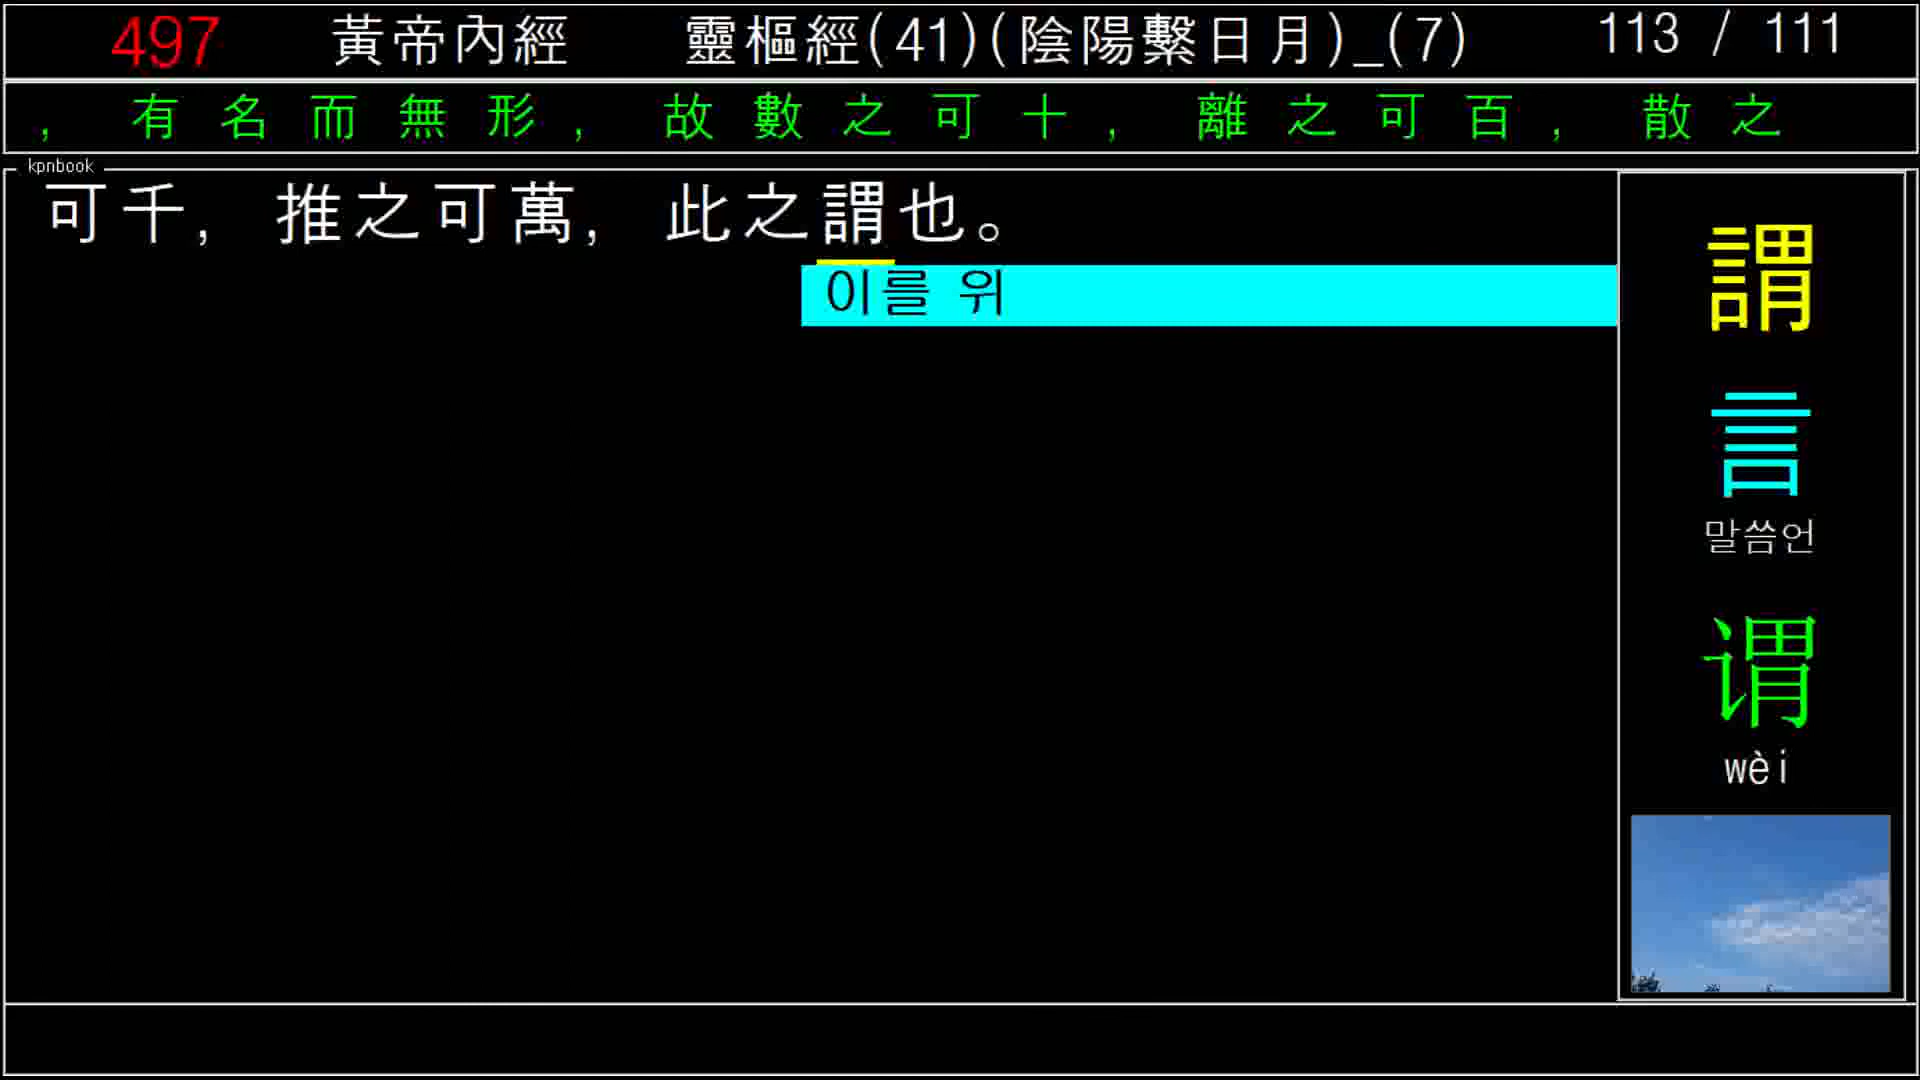 497 黃帝內經 靈樞經(41)(陰陽繫日月)_(7) 113 / 111
, 有名而無形, 故數之可十, 離之可百, 散之
kpnbook
可千, 推之可萬, 此之謂也。
이를 위
謂
言
말씀언
谓
wèi